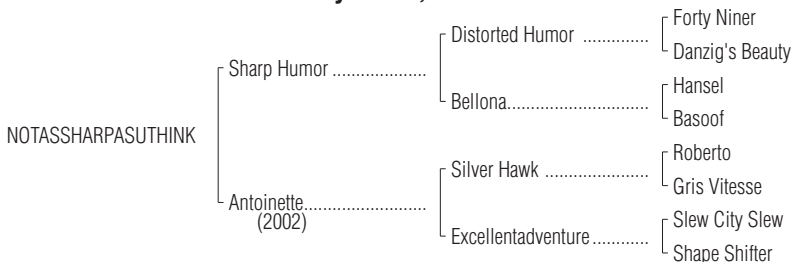 Forty Niner
Distorted Humor ..............
Danzig's Beauty
Sharp Humor ....................
Hansel
Bellona..............................
Basoof
NOTASSHARPASUTHINK
Roberto
Silver Hawk ......................
Gris Vitesse
Antoinette..........................
(2002)
Slew City Slew
Excellentadventure............
Shape Shifter